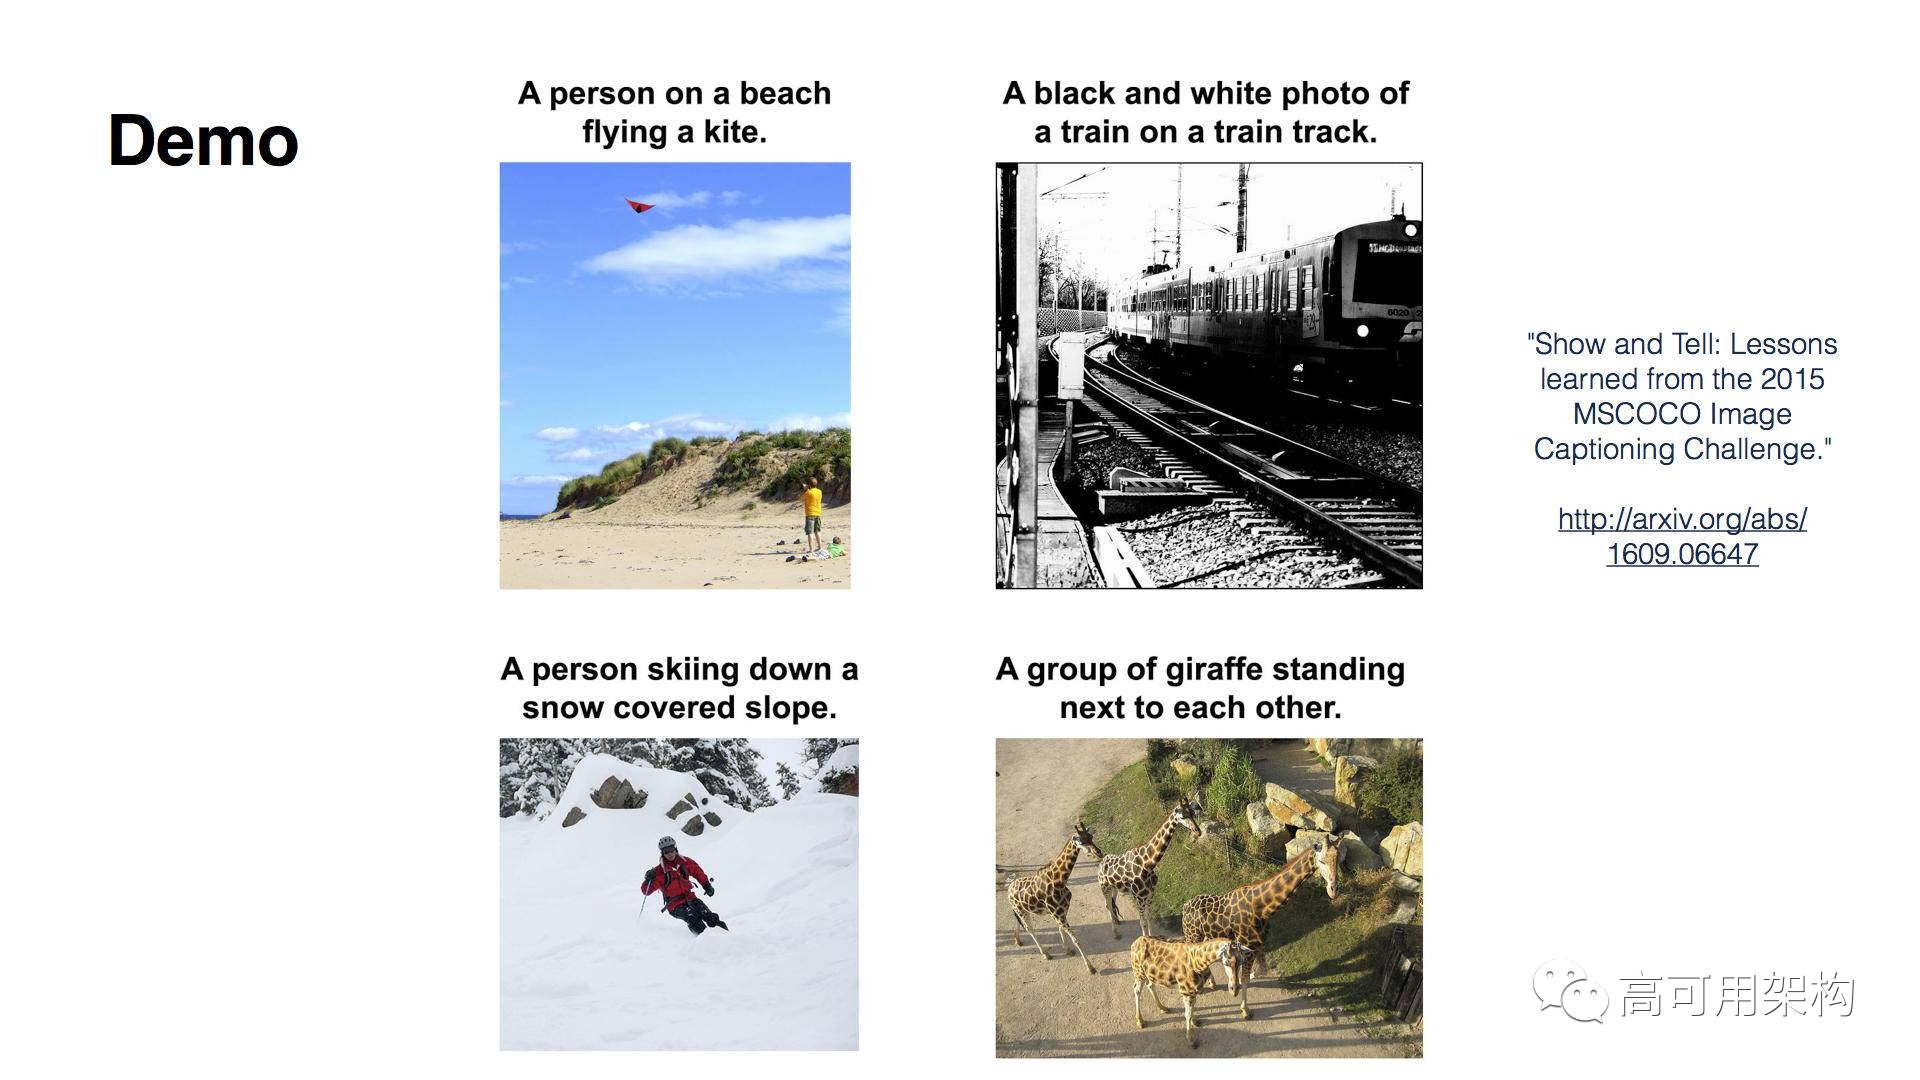 Demo
A person on a beach
flying a kite.
A black and white photo of
a train on a train track.
6020 2
"Show and Tell: Lessons
learned from the 2015
MSCOCO Image
Captioning Challenge."
http://arxiv.org/abs/
1609.06647
A person skiing down a
snow covered slope.
A group of giraffe standing
next to each other.
高可用架构